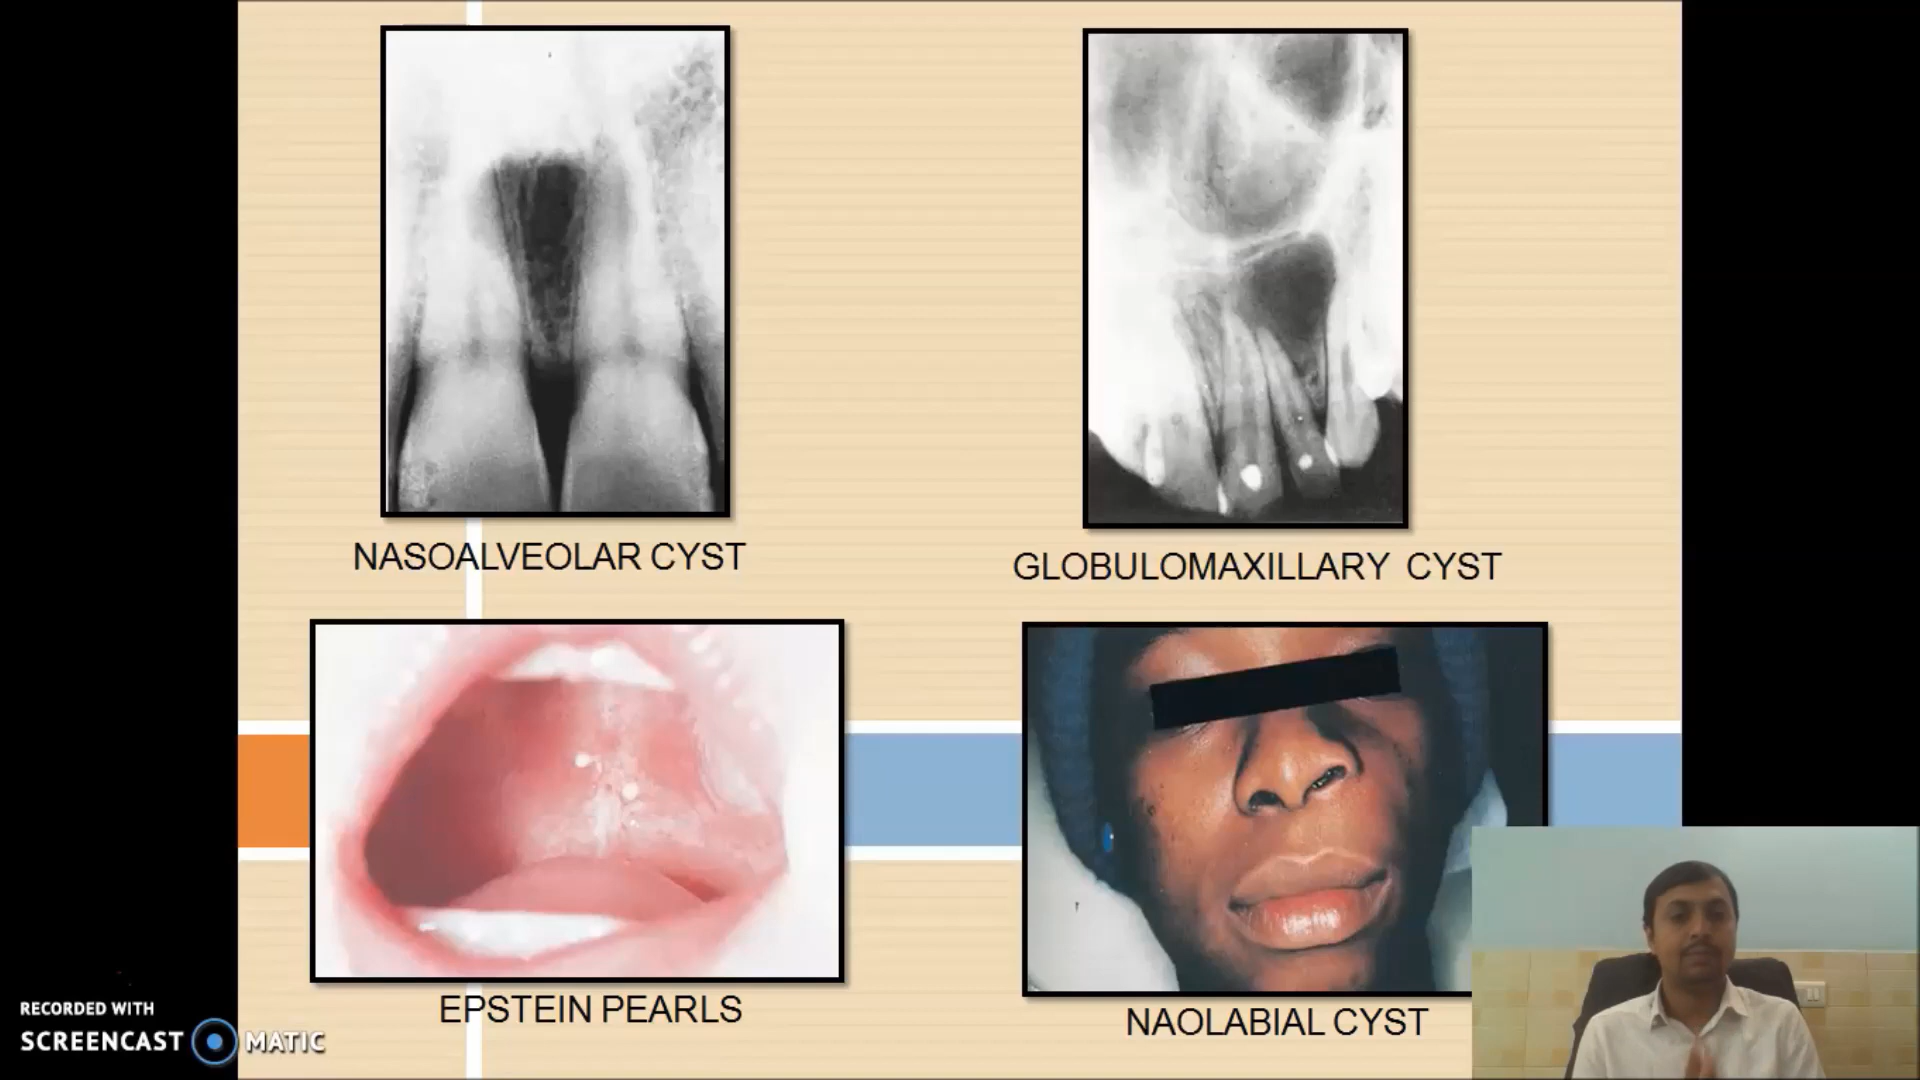 NASOALVEOLAR CYST
GLOBULOMAXILLARY CYST
EPSTEIN PEARLS
NAOLABIAL CYST
RECORDED WITH
SCREENCAST MATIC